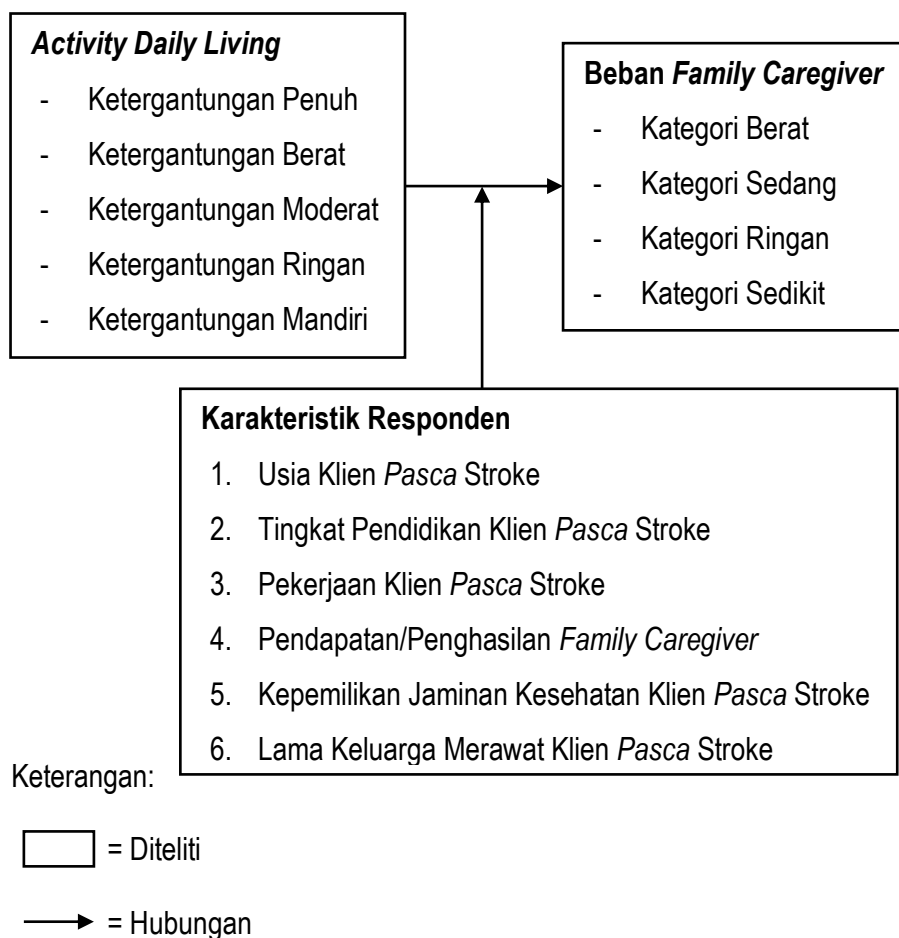 Activity Daily Living
- Ketergantungan Penuh
- Ketergantungan Berat
- Ketergantungan Moderat
- Ketergantungan Ringan
- Ketergantungan Mandiri
Beban Family Caregiver
- Kategori Berat
- Kategori Sedang
- Kategori Ringan
- Kategori Sedikit
Karakteristik Responden
1. Usia Klien Pasca Stroke
2. Tingkat Pendidikan Klien Pasca Stroke
3. Pekerjaan Klien Pasca Stroke
4. Pendapatan/Penghasilan Family Caregiver
5. Kepemilikan Jaminan Kesehatan Klien Pasca Stroke
6. Lama Keluarga Merawat Klien Pasca Stroke
Keterangan:
= Diteliti
= Hubungan